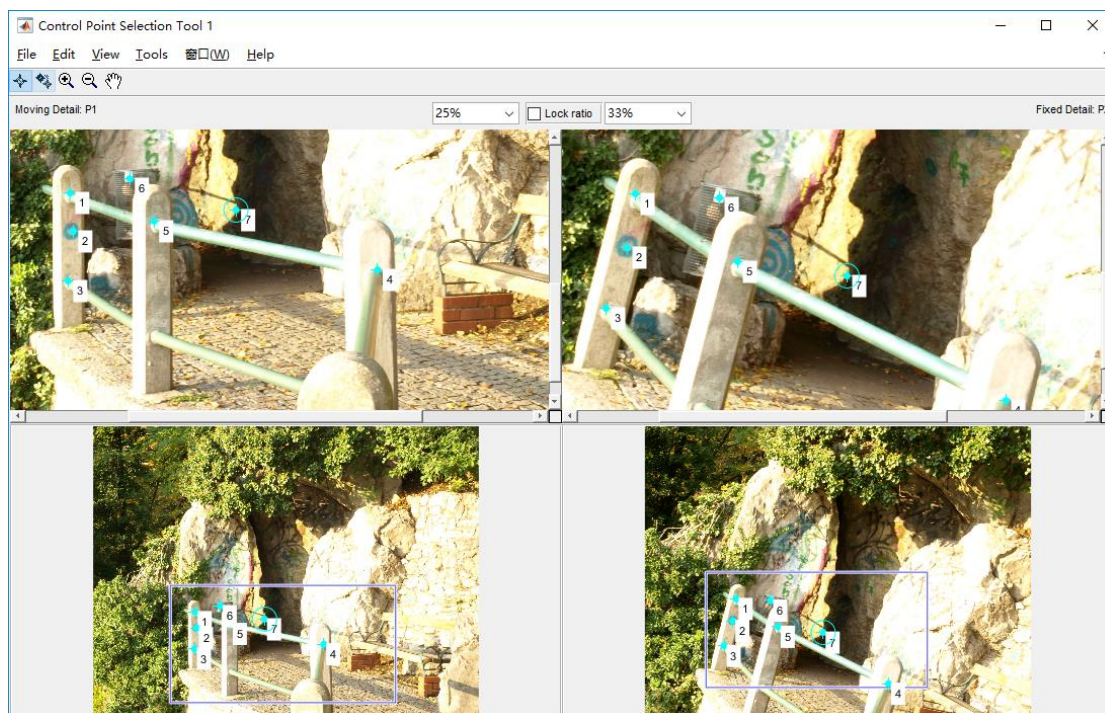 Control Point Selection Tool 1
File Edit View Tools 窗口(W) Help
Moving Detail: P1 25% Lock ratio 33% Fixed Detail: P
1 6 7 5 2 4 3
1 6 2 5 7 3 4
1 6 7 2 5 4 3
1 6 2 5 7 3 4